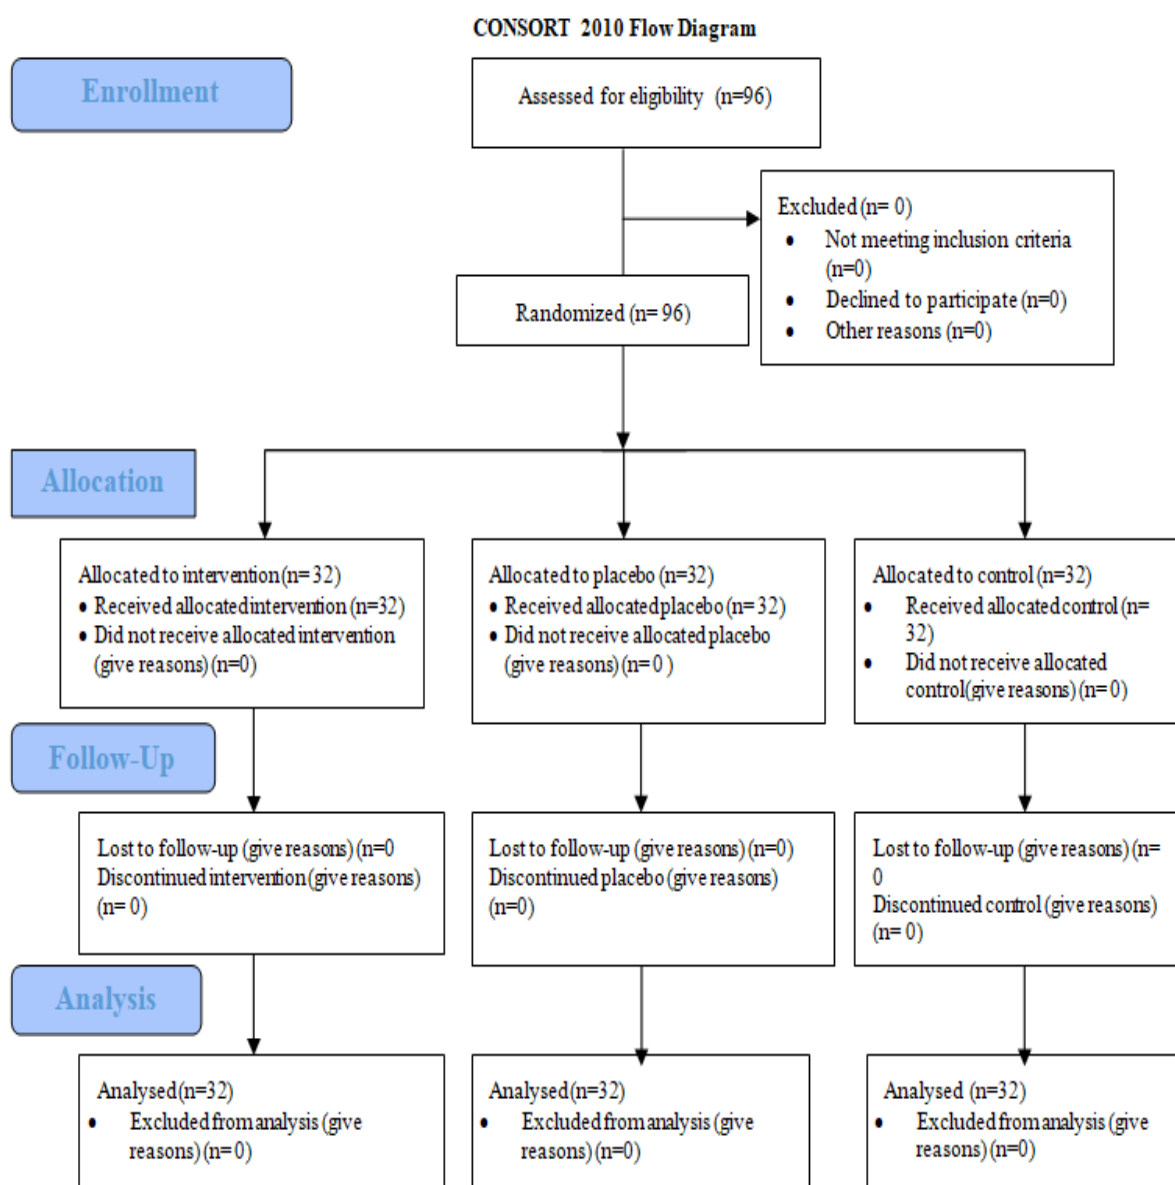 CONSORT 2010 Flow Diagram
Enrollment
Assessed for eligibility (n=96)
Excluded (n= 0)
• Not meeting inclusion criteria
(n=0)
• Declined to participate (n=0)
• Other reasons (n=0)
Randomized (n= 96)
Allocation
Allocated to intervention (n= 32)
• Received allocated intervention (n=32)
• Did not receive allocated intervention
(give reasons) (n=0)
Allocated to placebo (n=32)
• Received allocated placebo (n= 32)
• Did not receive allocated placebo
(give reasons) (n= 0 )
Allocated to control (n=32)
• Received allocated control (n=
32)
• Did not receive allocated
control(give reasons) (n= 0)
Follow-Up
Lost to follow-up (give reasons) (n=0
Discontinued intervention (give reasons)
(n= 0)
Lost to follow-up (give reasons) (n=0)
Discontinued placebo (give reasons)
(n=0)
Lost to follow-up (give reasons) (n=
0
Discontinued control (give reasons)
(n= 0)
Analysis
Analysed (n=32)
• Excluded from analysis (give
reasons) (n= 0)
Analysed (n=32)
• Excluded from analysis (give
reasons) (n=0)
Analysed (n=32)
• Excluded from analysis (give
reasons) (n=0)